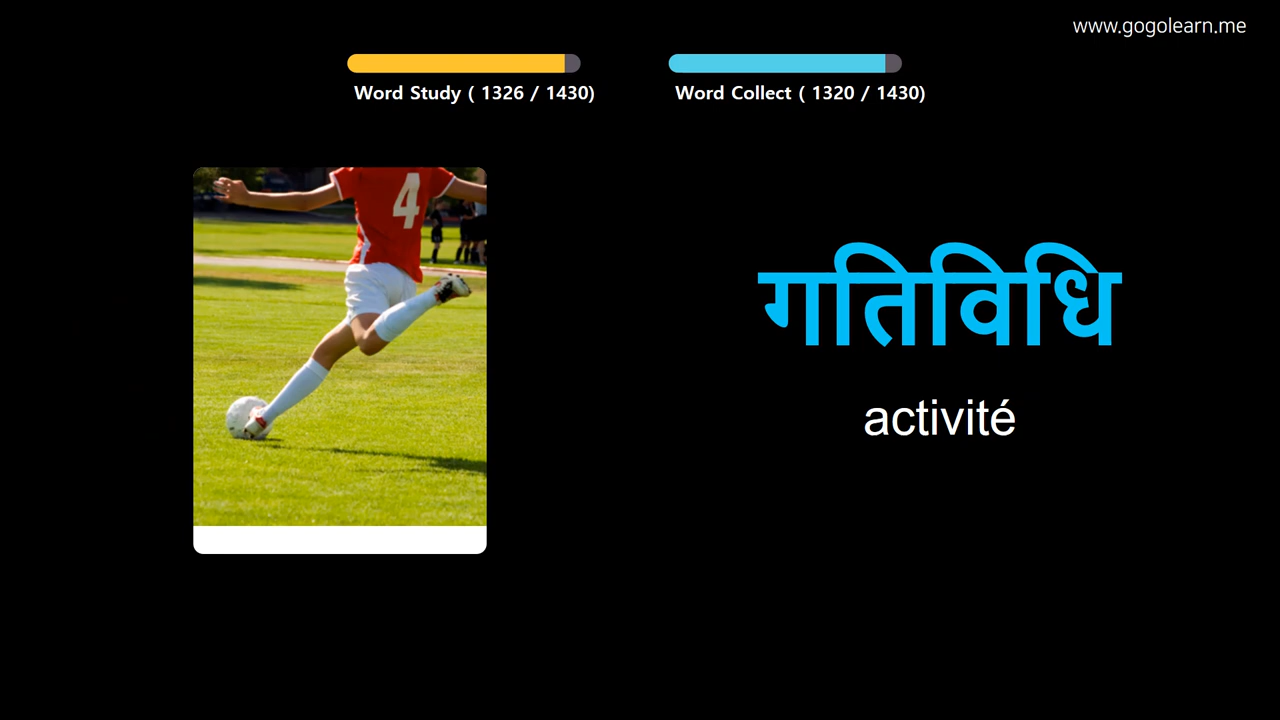 www.gogolearn.me
Word Study ( 1326 / 1430)
Word Collect ( 1320 / 1430)
4
गतिविधि
activité